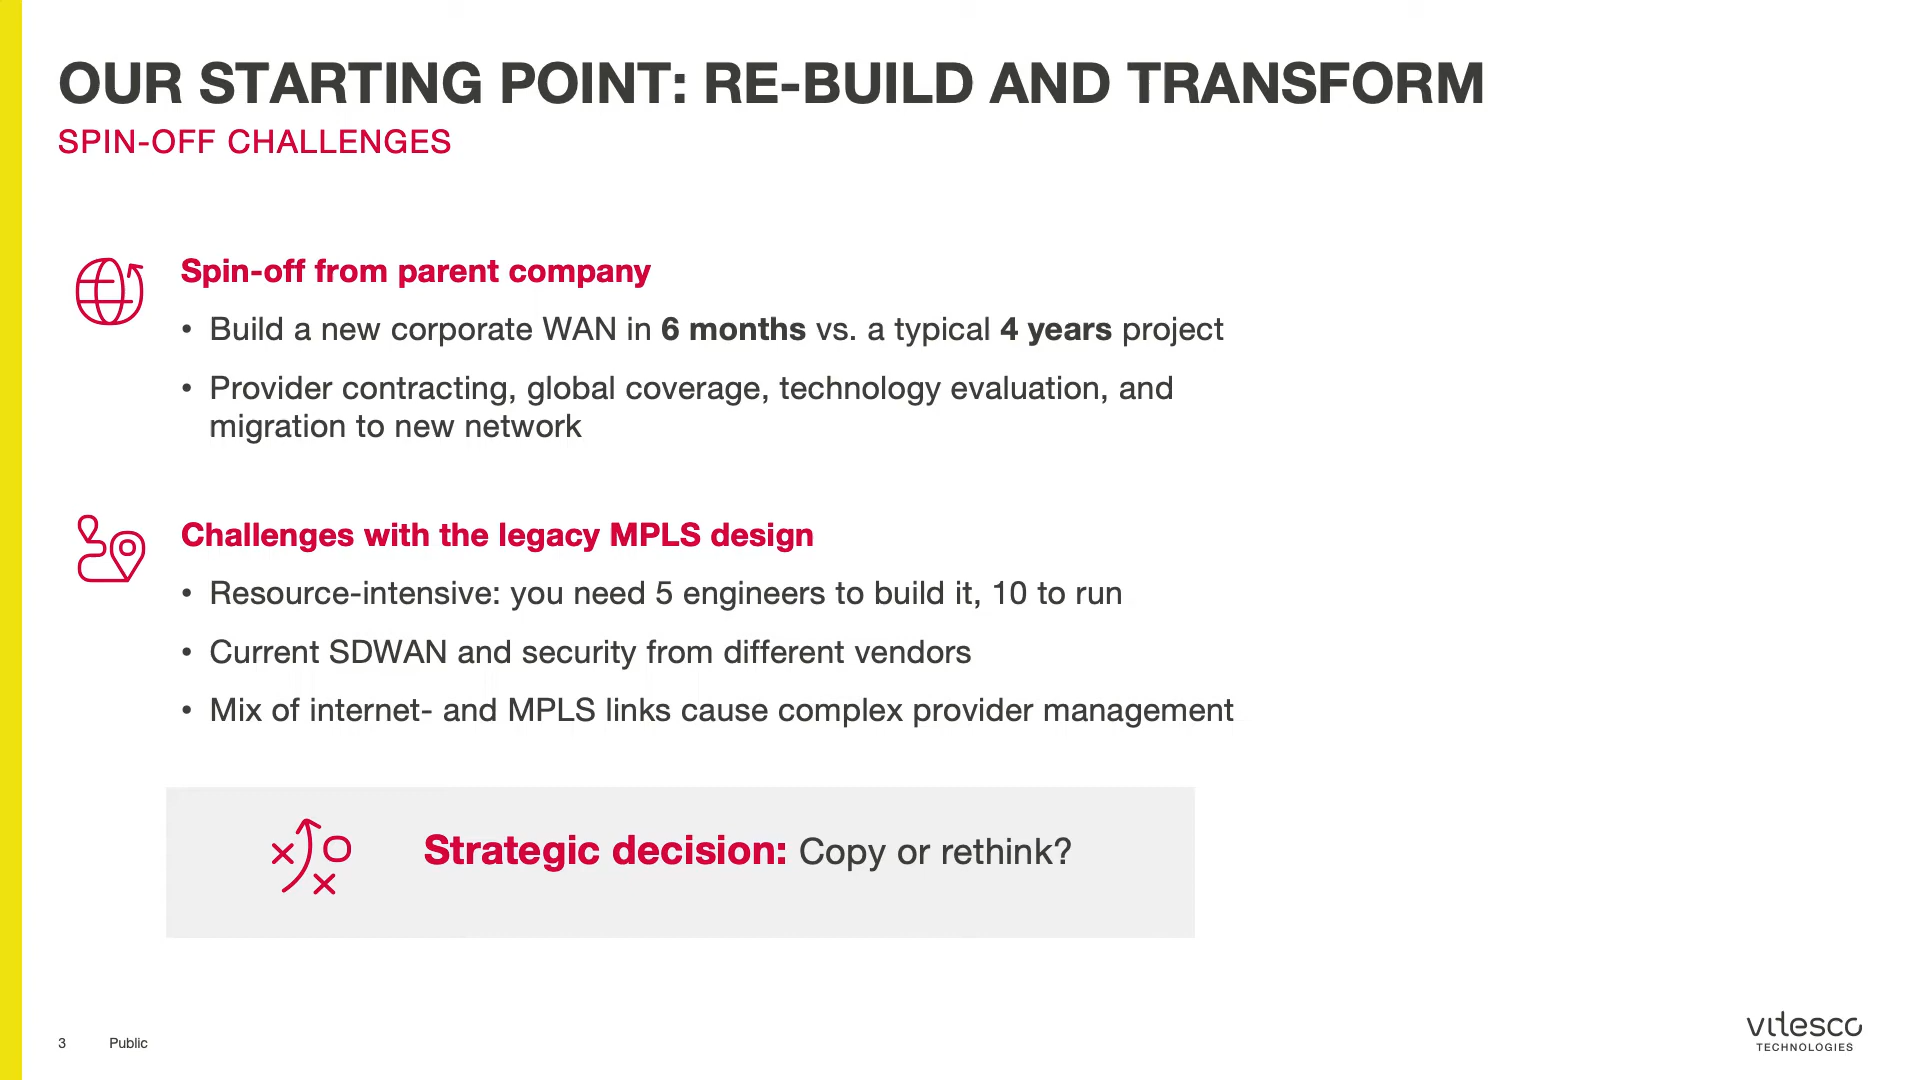 OUR STARTING POINT: RE-BUILD AND TRANSFORM
SPIN-OFF CHALLENGES
Spin-off from parent company
• Build a new corporate WAN in 6 months vs. a typical 4 years project
• Provider contracting, global coverage, technology evaluation, and
migration to new network
Challenges with the legacy MPLS design
• Resource-intensive: you need 5 engineers to build it, 10 to run
• Current SDWAN and security from different vendors
• Mix of internet- and MPLS links cause complex provider management
Strategic decision: Copy or rethink?
3 Public
vitesco
TECHNOLOGIES